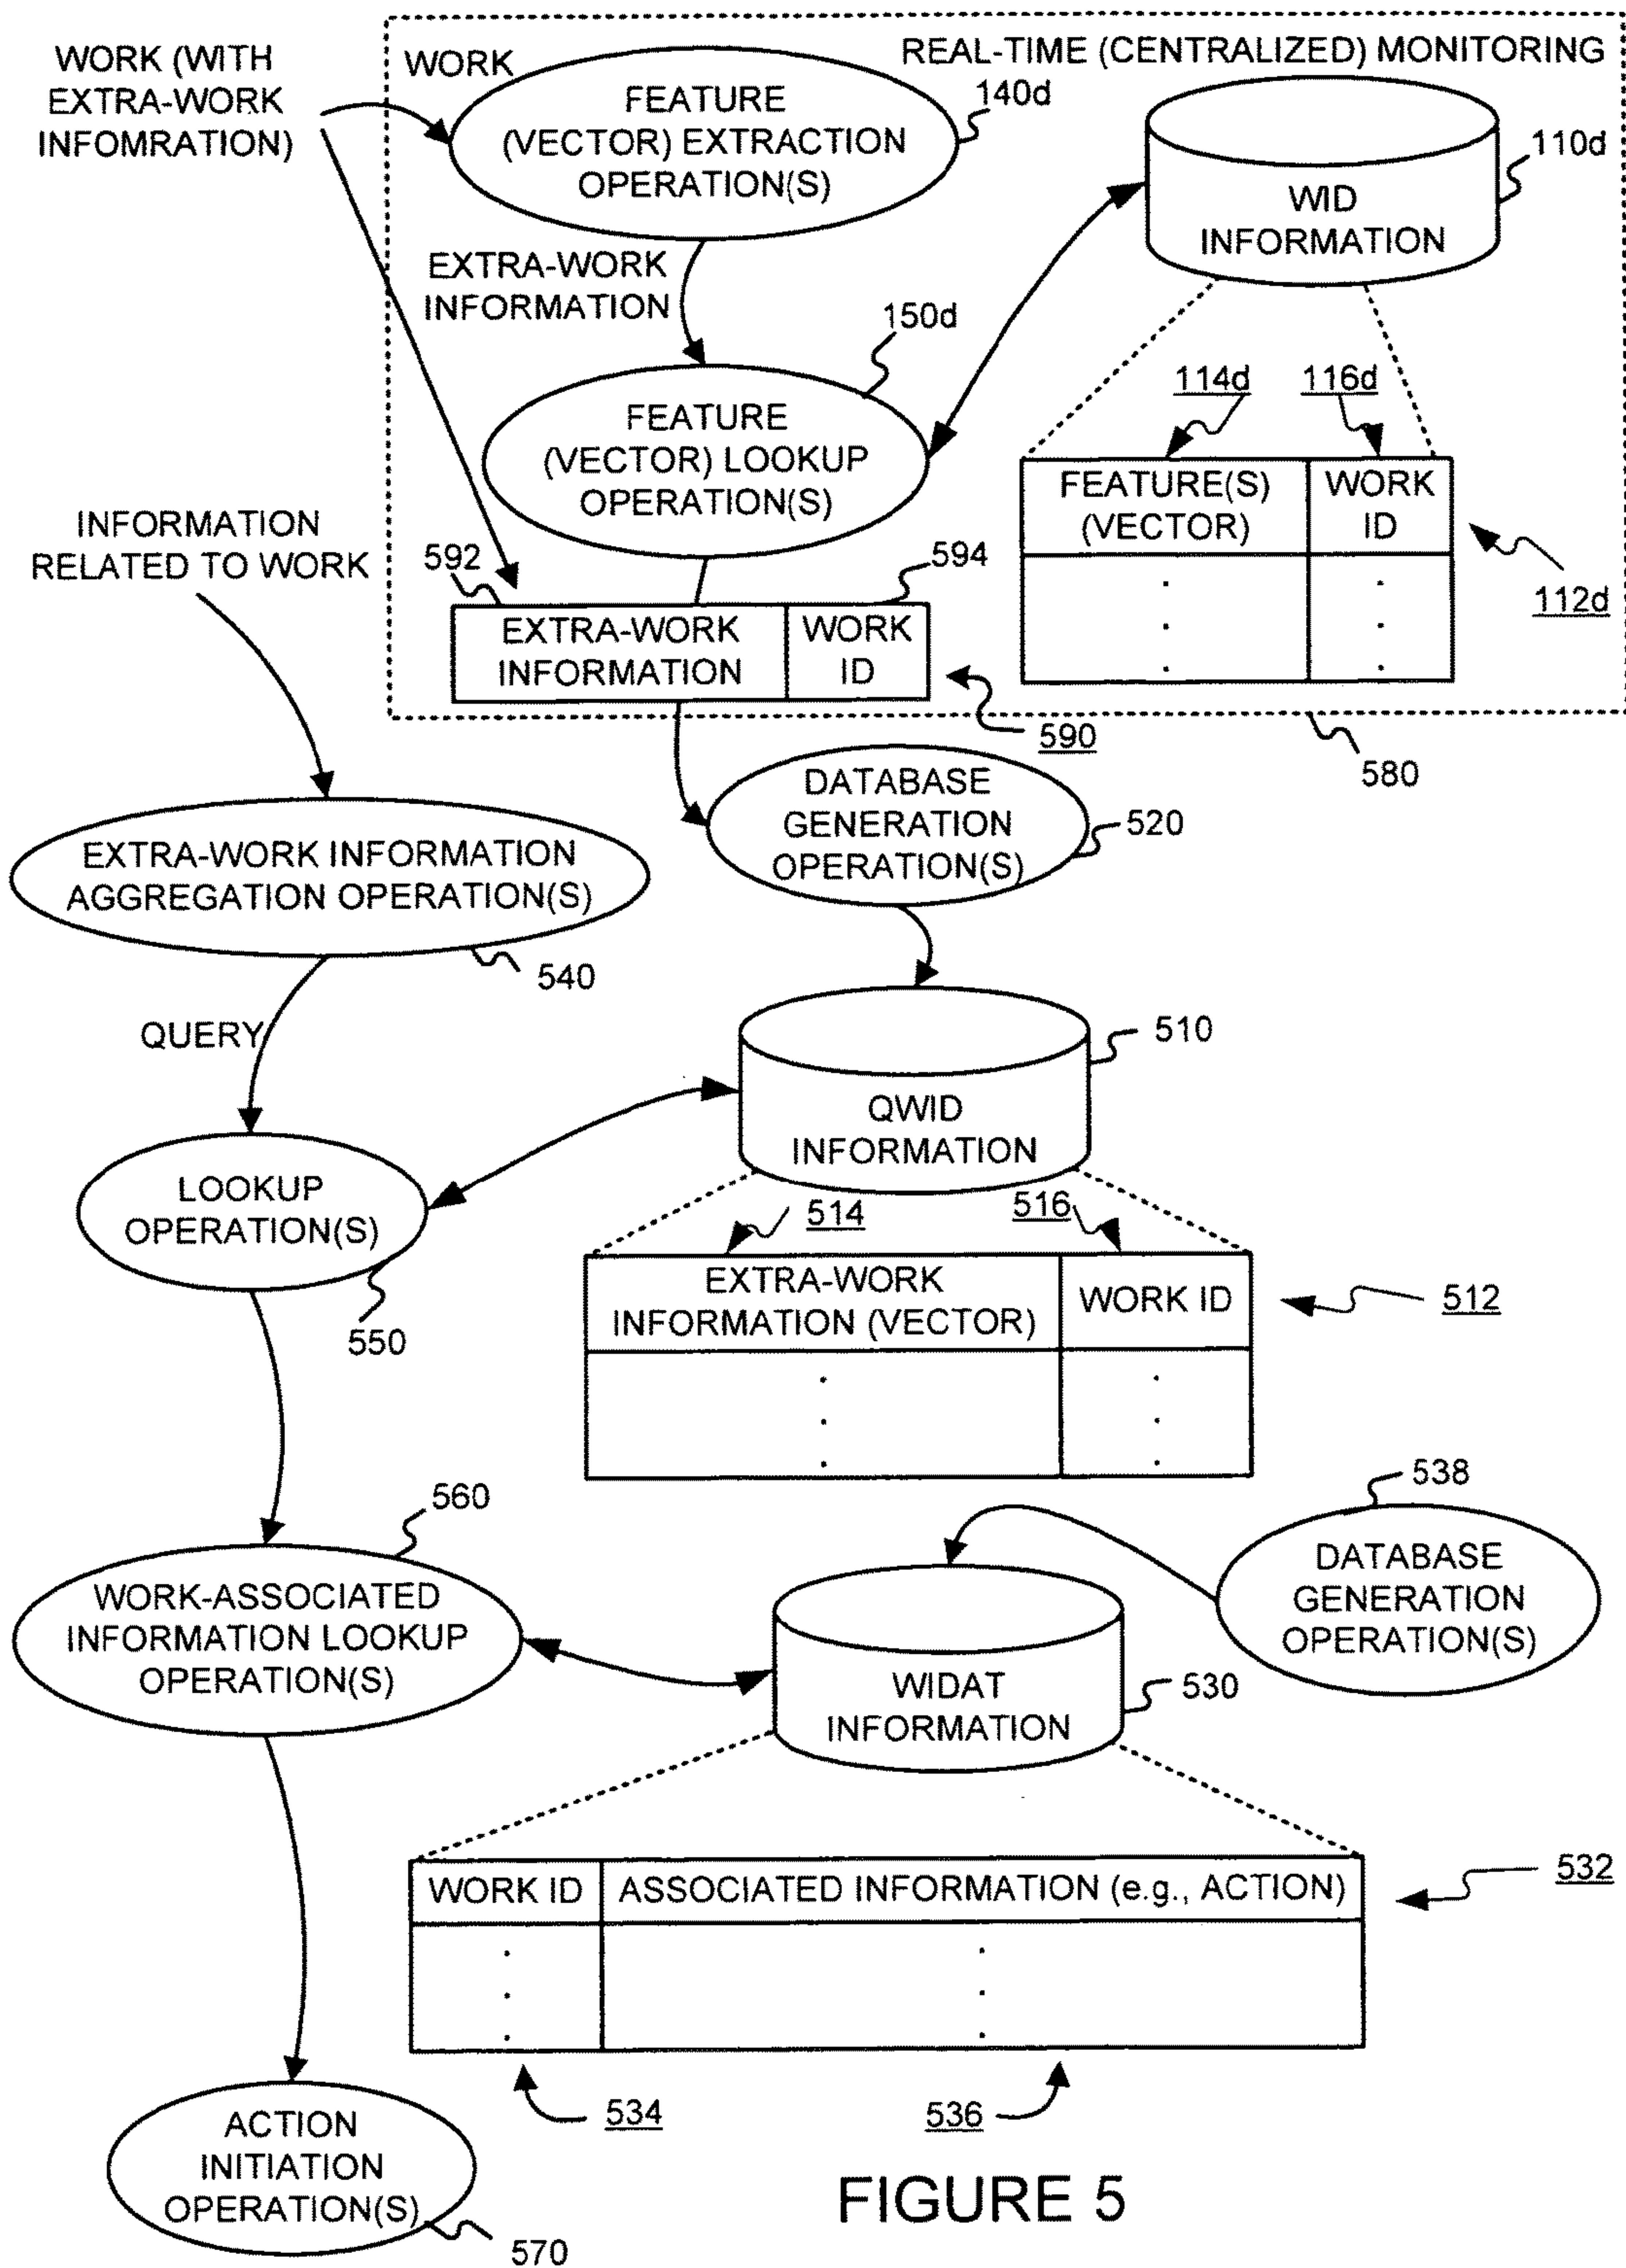 WORK (WITH
EXTRA-WORK
INFOMRATION)
WORK
REAL-TIME (CENTRALIZED) MONITORING
FEATURE
(VECTOR) EXTRACTION
OPERATION(S)
140d
WID
INFORMATION
110d
EXTRA-WORK
INFORMATION
150d
FEATURE
(VECTOR) LOOKUP
OPERATION(S)
114d
116d
FEATURE(S)
(VECTOR)
WORK
ID
112d
INFORMATION
RELATED TO WORK
592
594
EXTRA-WORK
INFORMATION
WORK
ID
590
580
DATABASE
GENERATION
OPERATION(S)
520
EXTRA-WORK INFORMATION
AGGREGATION OPERATION(S)
540
QUERY
510
QWID
INFORMATION
LOOKUP
OPERATION(S)
550
514
516
EXTRA-WORK
INFORMATION (VECTOR)
WORK ID
512
538
560
DATABASE
GENERATION
OPERATION(S)
WORK-ASSOCIATED
INFORMATION LOOKUP
OPERATION(S)
WIDAT
INFORMATION
530
WORK ID
ASSOCIATED INFORMATION (e.g., ACTION)
532
534
536
ACTION
INITIATION
OPERATION(S)
570
FIGURE 5